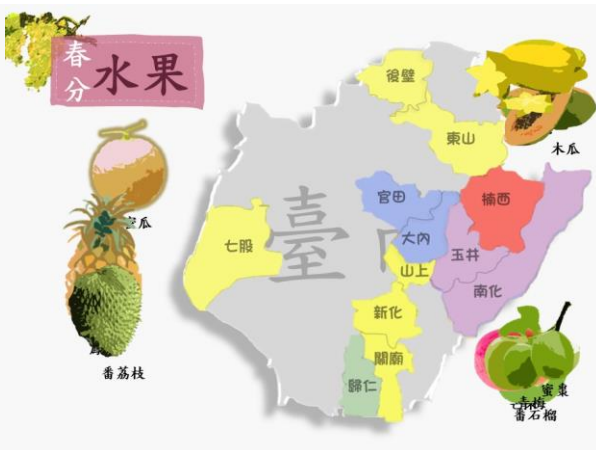 春分 水果
後壁
東山
木瓜
官田
楠西
大內
七股
臺
玉井
山上
南化
新化
關廟
歸仁
番荔枝
蜜棗
青梅
番石榴